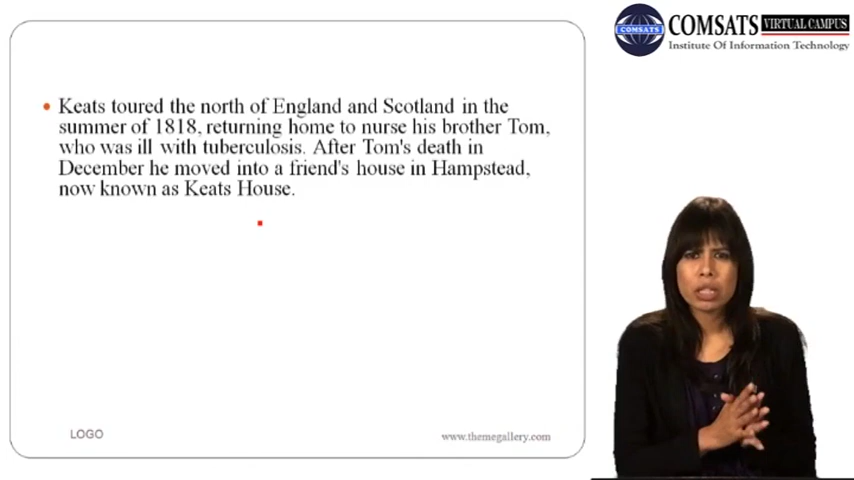 COMSATS VIRTUAL CAMPUS
COMSATS
Institute Of Information Technology
Keats toured the north of England and Scotland in the
summer of 1818, returning home to nurse his brother Tom,
who was ill with tuberculosis. After Tom's death in
December he moved into a friend's house in Hampstead,
now known as Keats House.
LOGO
www.themegallery.com